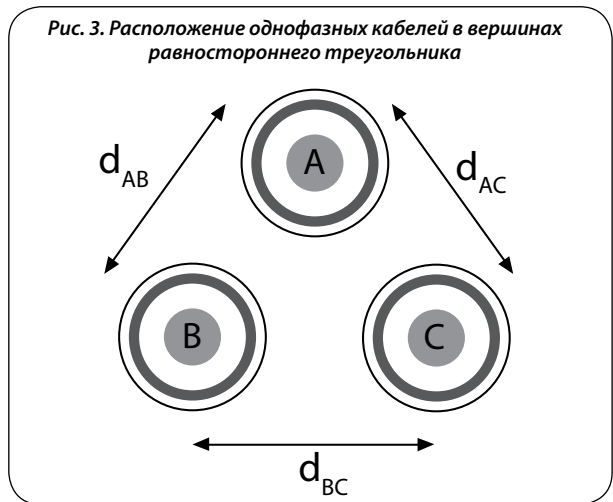 Рис. 3. Расположение однофазных кабелей в вершинах
равностороннего треугольника
A
d_AB
d_AC
B
C
d_BC